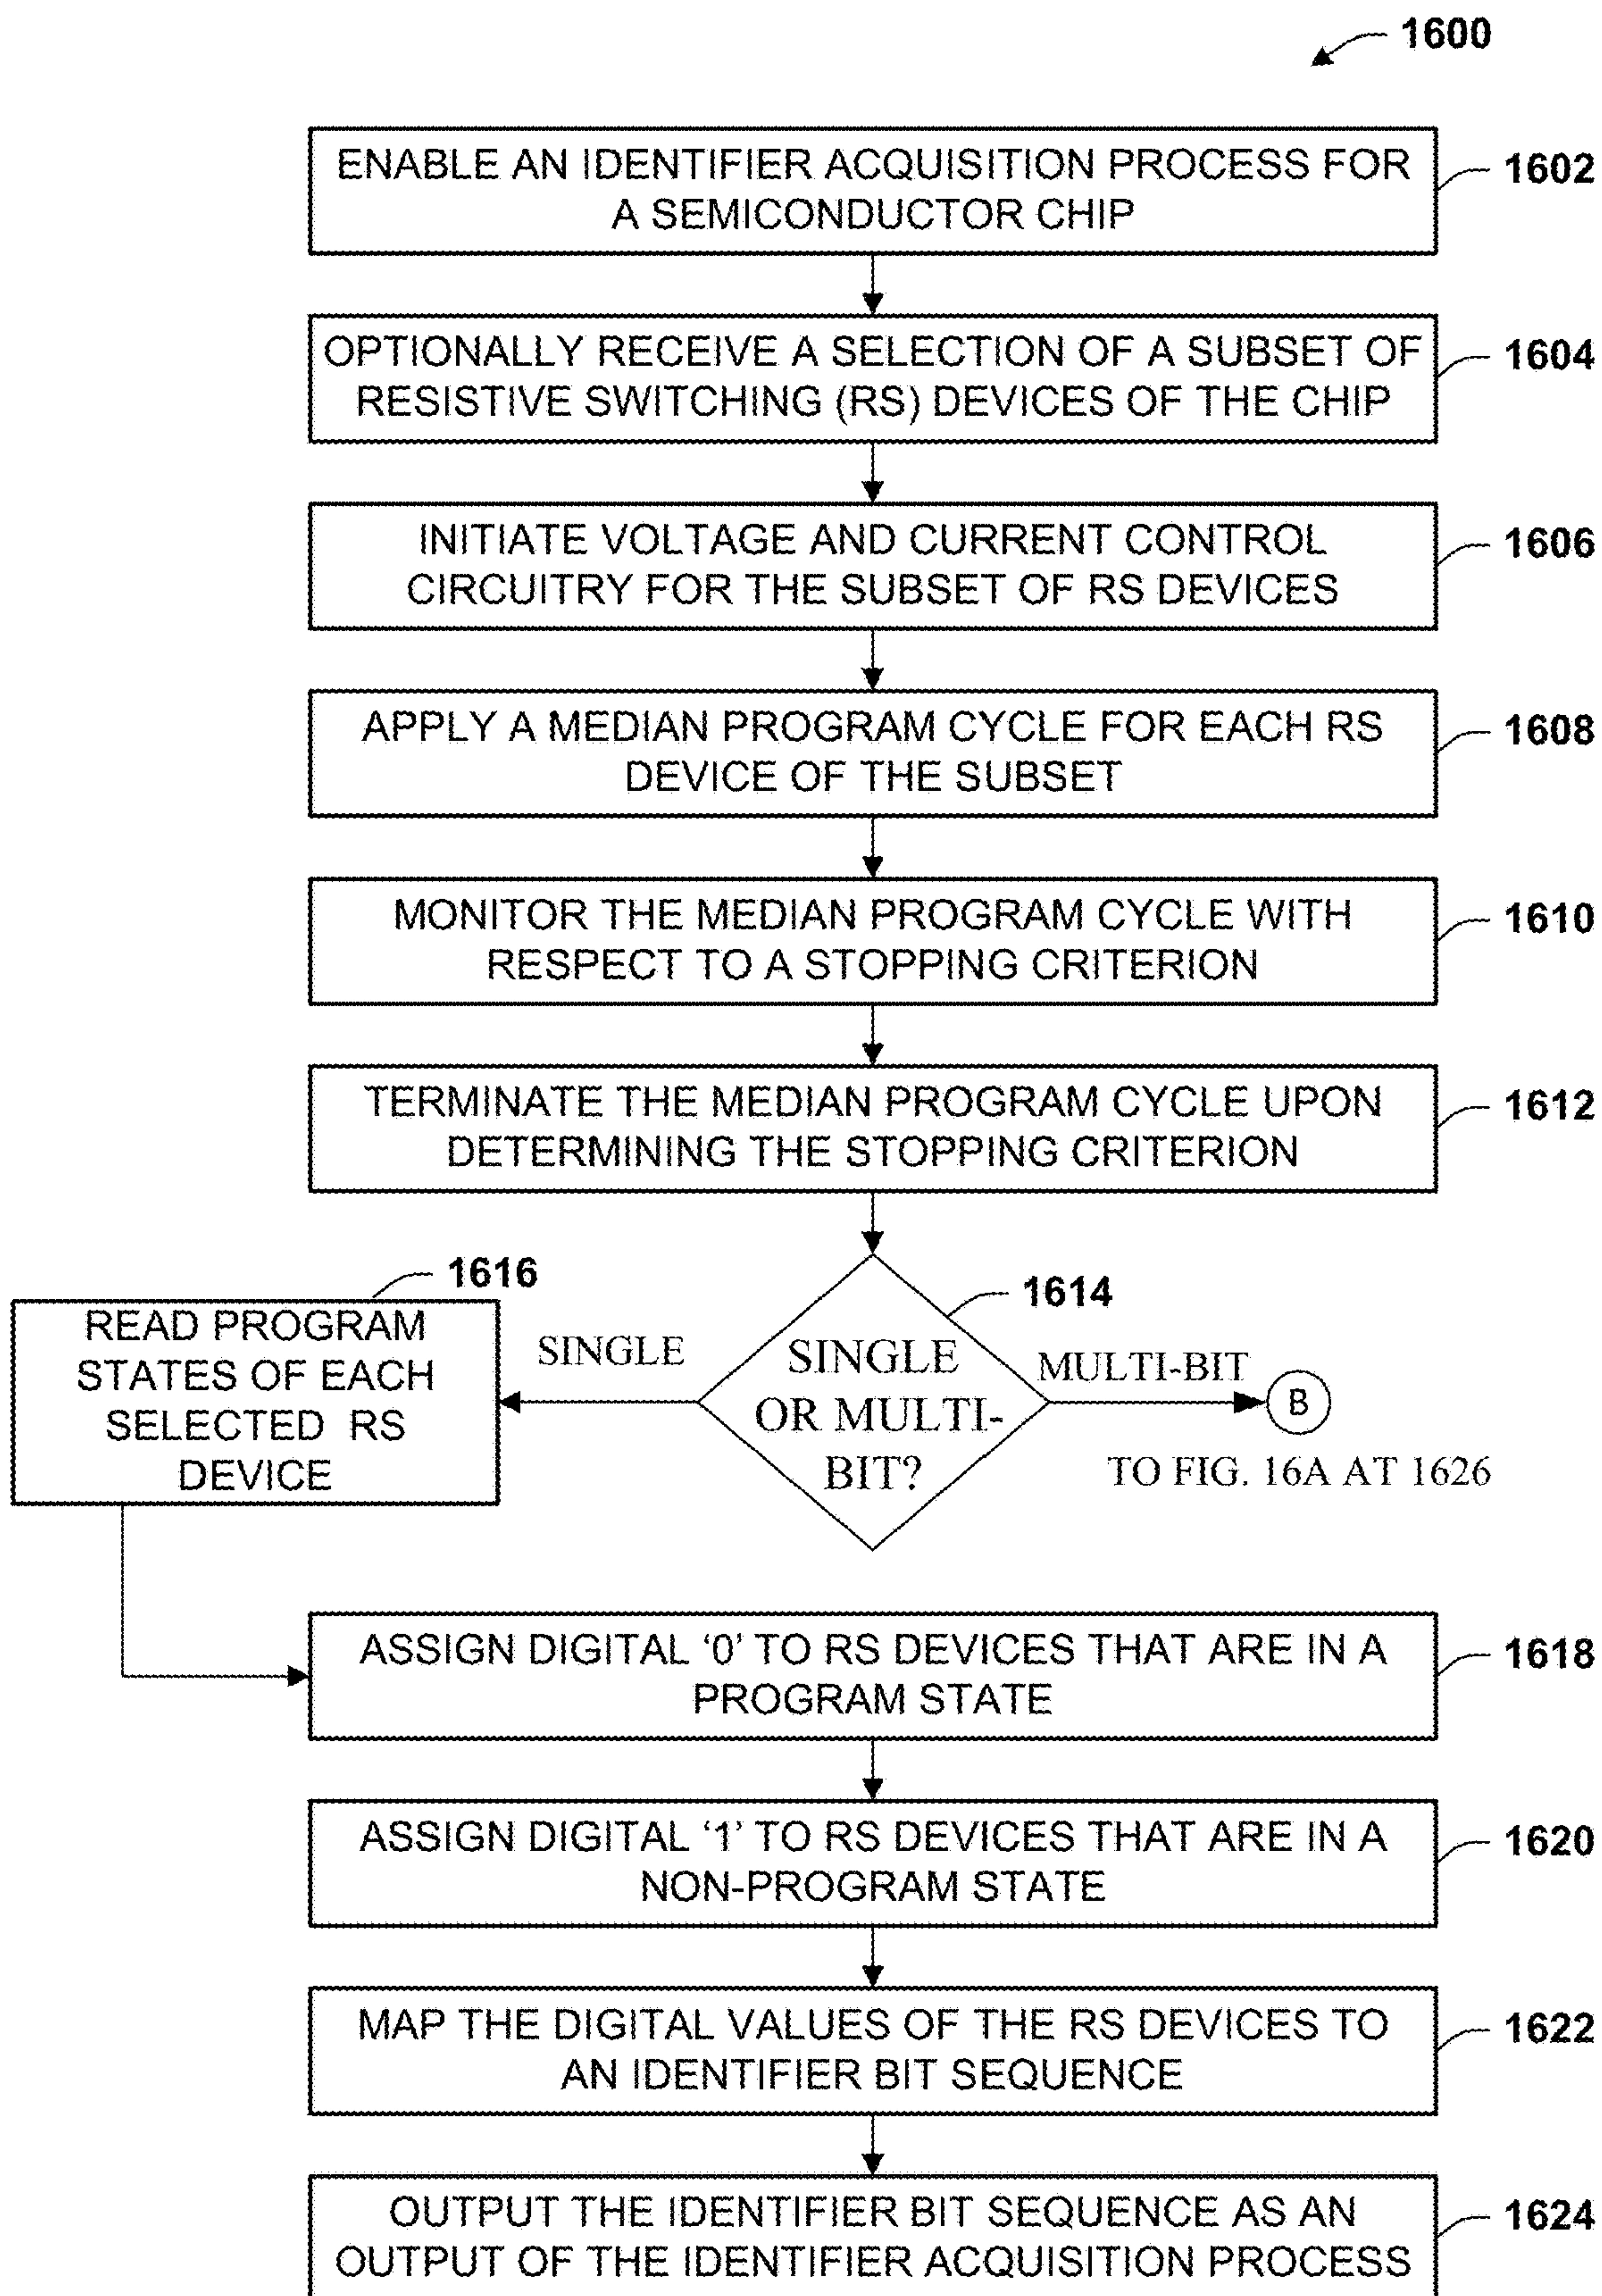 1600
ENABLE AN IDENTIFIER ACQUISITION PROCESS FOR
A SEMICONDUCTOR CHIP
1602
OPTIONALLY RECEIVE A SELECTION OF A SUBSET OF
RESISTIVE SWITCHING (RS) DEVICES OF THE CHIP
1604
INITIATE VOLTAGE AND CURRENT CONTROL
CIRCUITRY FOR THE SUBSET OF RS DEVICES
1606
APPLY A MEDIAN PROGRAM CYCLE FOR EACH RS
DEVICE OF THE SUBSET
1608
MONITOR THE MEDIAN PROGRAM CYCLE WITH
RESPECT TO A STOPPING CRITERION
1610
TERMINATE THE MEDIAN PROGRAM CYCLE UPON
DETERMINING THE STOPPING CRITERION
1612
1616
READ PROGRAM
STATES OF EACH
SELECTED RS
DEVICE
SINGLE
1614
SINGLE
OR MULTI-
BIT?
MULTI-BIT
B
TO FIG. 16A AT 1626
ASSIGN DIGITAL ‘0’ TO RS DEVICES THAT ARE IN A
PROGRAM STATE
1618
ASSIGN DIGITAL ‘1’ TO RS DEVICES THAT ARE IN A
NON-PROGRAM STATE
1620
MAP THE DIGITAL VALUES OF THE RS DEVICES TO
AN IDENTIFIER BIT SEQUENCE
1622
OUTPUT THE IDENTIFIER BIT SEQUENCE AS AN
OUTPUT OF THE IDENTIFIER ACQUISITION PROCESS
1624